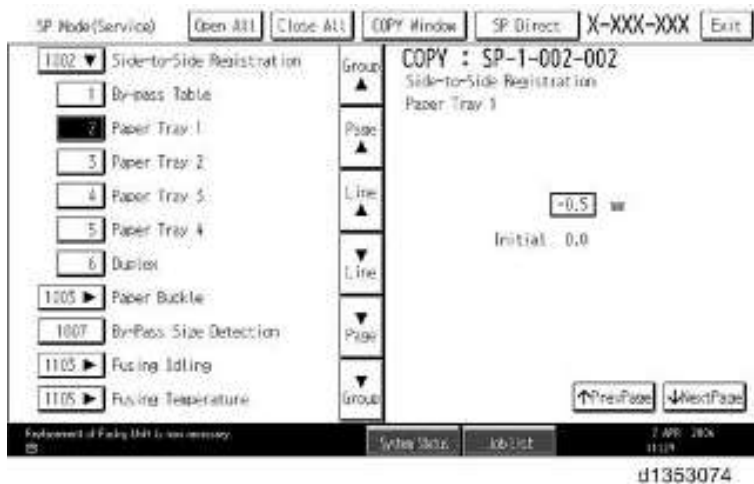 SP Mode(Service) Open All Close All COPY Window SP Direct X-XXX-XXX Exit
1002 ▼ Side-to-Side Registration
1 By-pass Table
2 Paper Tray 1
3 Paper Tray 2
4 Paper Tray 3
5 Paper Tray 4
6 Duplex
1003 ► Paper Buckle
1007 By-Pass Size Detection
1103 ► Fusing Idling
1105 ► Fusing Temperature
Group
▲
Page
▲
Line
▲
▼
Line
▼
Page
▼
Group
COPY : SP-1-002-002
Side-to-Side Registration
Paper Tray 1
-0.5
Initial 0.0
↑PrevPage ↓NextPage
Replacement of Unit is now necessary.
System Status Job List
2 APR 2006
d1353074